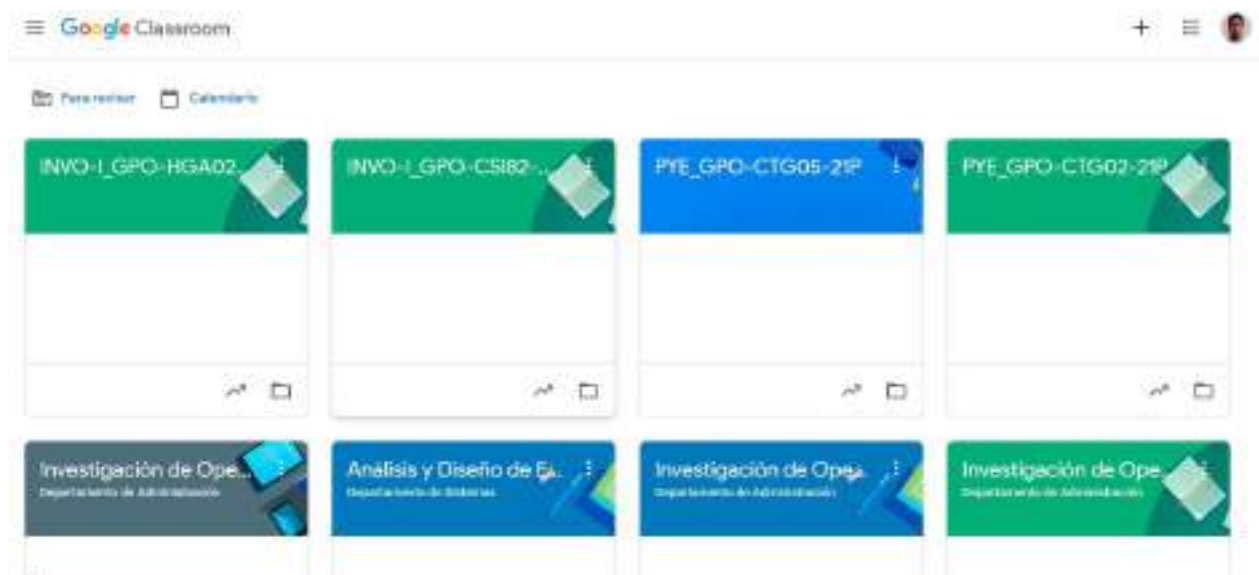 Google Classroom
Para revisar Calendario
INVO-I_GPO-HGA02...
INVO-I_GPO-CSI82-...
PYE_GPO-CTG05-21P
PYE_GPO-CTG02-21P
Investigación de Ope...
Departamento de Administración
Análisis y Diseño de E...
Departamento de Sistemas
Investigación de Ope...
Departamento de Administración
Investigación de Ope...
Departamento de Administración